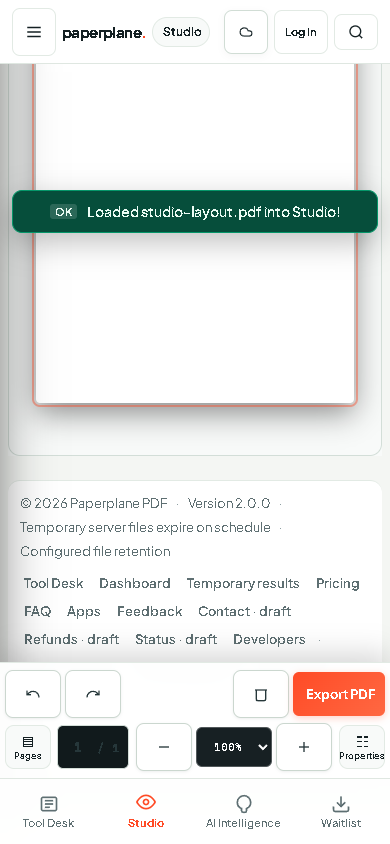 paperplane.
Studio
Log in
OK Loaded studio-layout.pdf into Studio!
© 2026 Paperplane PDF · Version 2.0.0 ·
Temporary server files expire on schedule ·
Configured file retention
Tool Desk Dashboard Temporary results Pricing
FAQ Apps Feedback Contact · draft
Refunds · draft Status · draft Developers ·
Export PDF
Pages
1 / 1
100%
Properties
Tool Desk
Studio
AI Intelligence
Waitlist